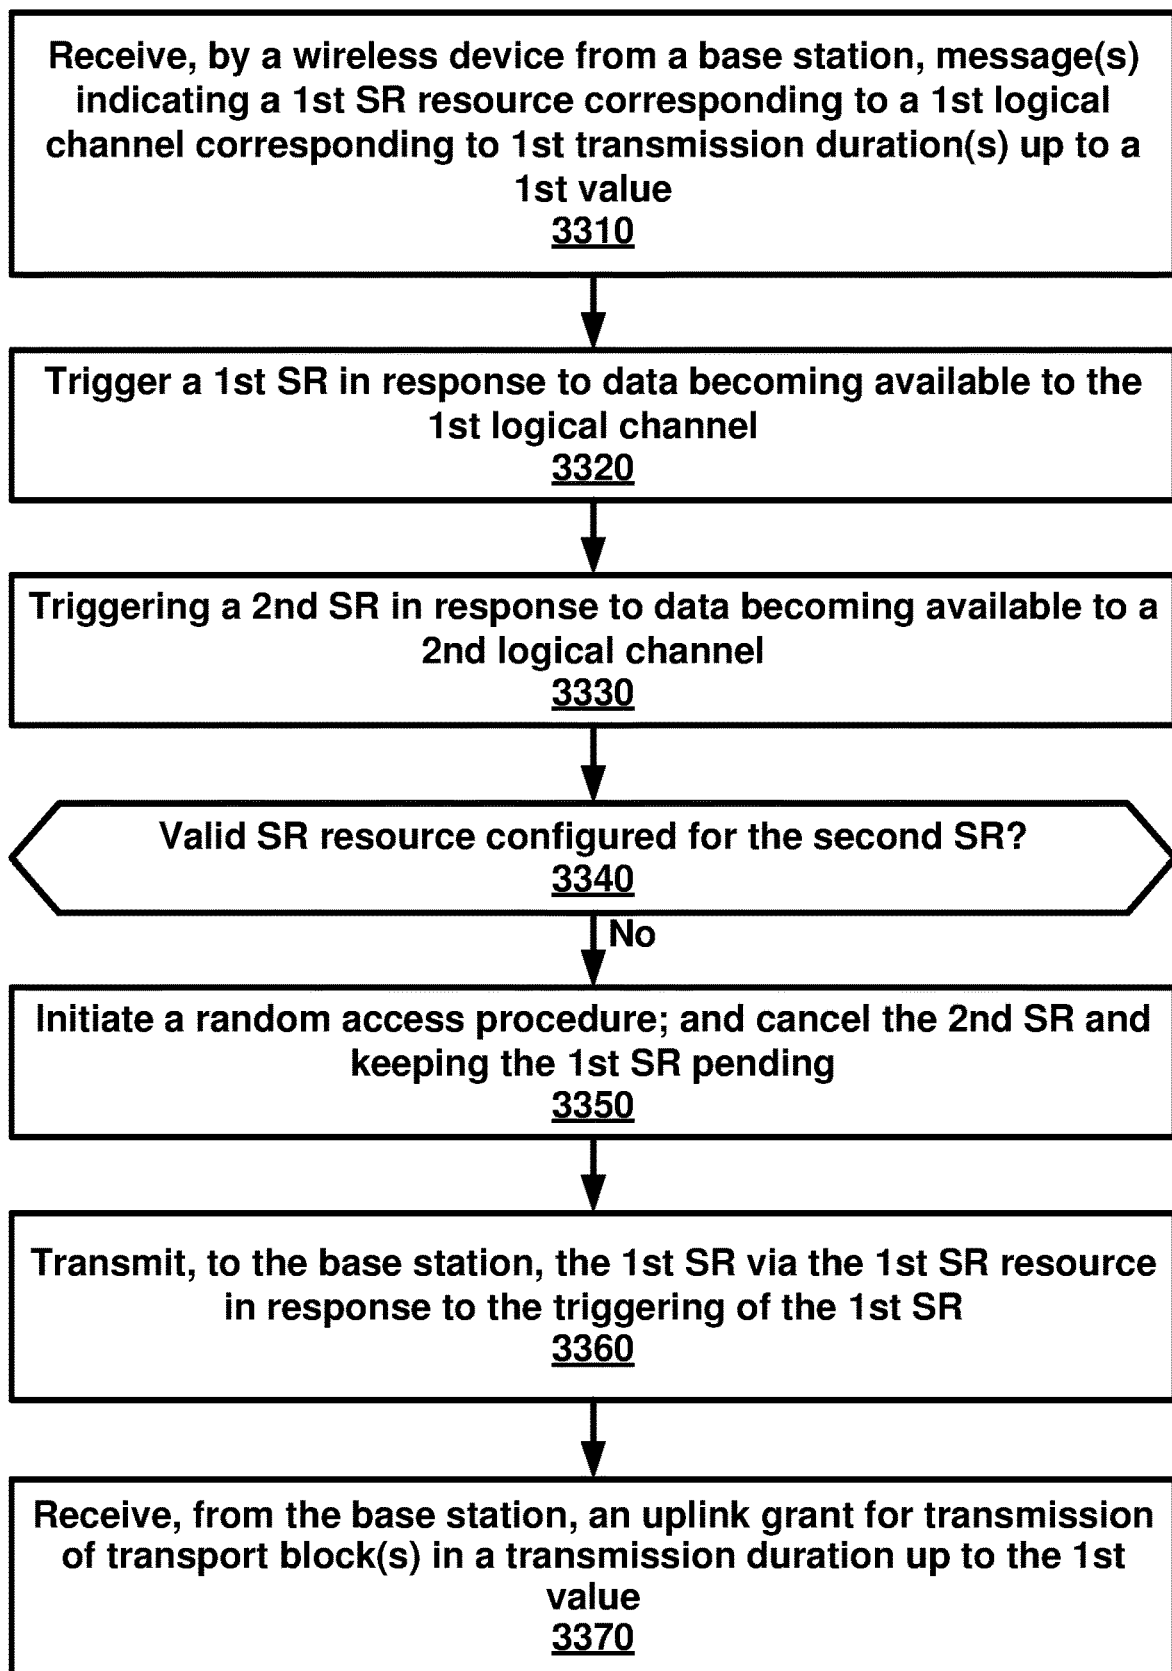 Receive, by a wireless device from a base station, message(s)
indicating a 1st SR resource corresponding to a 1st logical
channel corresponding to 1st transmission duration(s) up to a
1st value
3310
Trigger a 1st SR in response to data becoming available to the
1st logical channel
3320
Triggering a 2nd SR in response to data becoming available to a
2nd logical channel
3330
Valid SR resource configured for the second SR?
3340
No
Initiate a random access procedure; and cancel the 2nd SR and
keeping the 1st SR pending
3350
Transmit, to the base station, the 1st SR via the 1st SR resource
in response to the triggering of the 1st SR
3360
Receive, from the base station, an uplink grant for transmission
of transport block(s) in a transmission duration up to the 1st
value
3370